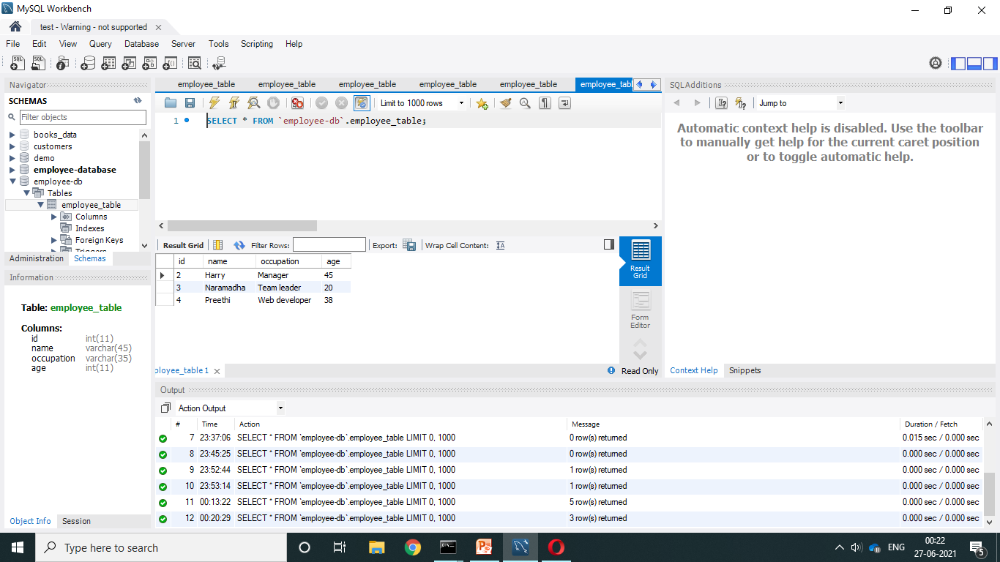 MySQL Workbench
test - Warning - not supported
File Edit View Query Database Server Tools Scripting Help
Navigator
SCHEMAS
Filter objects
books_data
customers
demo
employee-database
employee-db
Tables
employee_table
Columns
Indexes
Foreign Keys
Triggers
Administration Schemas
Information
Table: employee_table
Columns:
id int(11)
name varchar(45)
occupation varchar(35)
age int(11)
Object Info Session
employee_table employee_table employee_table employee_table employee_table employee_tabl
Limit to 1000 rows
1 SELECT * FROM `employee-db`.employee_table;
Result Grid Filter Rows: Export: Wrap Cell Content:
id name occupation age
2 Harry Manager 45
3 Naramadha Team leader 20
4 Preethi Web developer 38
Result
Grid
Form
Editor
ployee_table 1 Read Only
SQLAdditions
Jump to
Automatic context help is disabled. Use the toolbar
to manually get help for the current caret position
or to toggle automatic help.
Context Help Snippets
Output
Action Output
# Time Action Message Duration / Fetch
7 23:37:06 SELECT * FROM `employee-db`.employee_table LIMIT 0, 1000 0 row(s) returned 0.015 sec / 0.000 sec
8 23:45:25 SELECT * FROM `employee-db`.employee_table LIMIT 0, 1000 0 row(s) returned 0.000 sec / 0.000 sec
9 23:52:44 SELECT * FROM `employee-db`.employee_table LIMIT 0, 1000 1 row(s) returned 0.000 sec / 0.000 sec
10 23:53:14 SELECT * FROM `employee-db`.employee_table LIMIT 0, 1000 1 row(s) returned 0.000 sec / 0.000 sec
11 00:13:22 SELECT * FROM `employee-db`.employee_table LIMIT 0, 1000 5 row(s) returned 0.000 sec / 0.000 sec
12 00:20:29 SELECT * FROM `employee-db`.employee_table LIMIT 0, 1000 3 row(s) returned 0.000 sec / 0.000 sec
Type here to search
ENG
00:22
27-06-2021
5